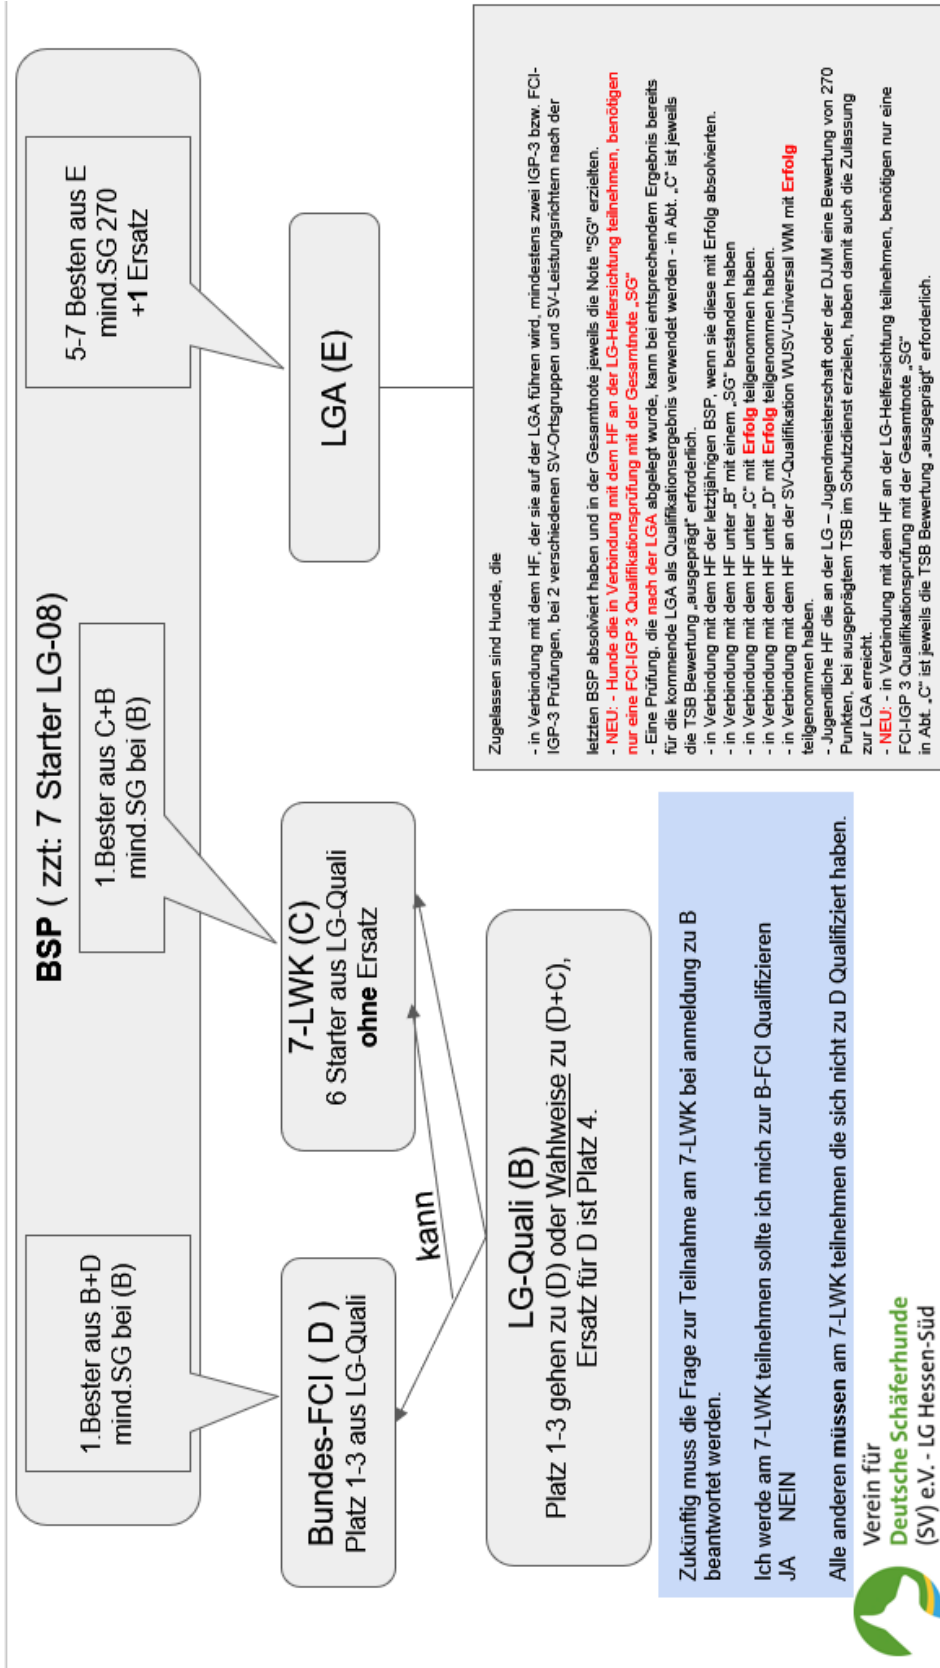 BSP ( zzt: 7 Starter LG-08)
1.Bester aus B+D
mind.SG bei (B)
1.Bester aus C+B
mind.SG bei (B)
5-7 Besten aus E
mind.SG 270
+1 Ersatz
Bundes-FCI ( D )
Platz 1-3 aus LG-Quali
7-LWK (C)
6 Starter aus LG-Quali
ohne Ersatz
LGA (E)
kann
LG-Quali (B)
Platz 1-3 gehen zu (D) oder Wahlweise zu (D+C),
Ersatz für D ist Platz 4.
Zukünftig muss die Frage zur Teilnahme am 7-LWK bei anmeldung zu B
beantwortet werden.
Ich werde am 7-LWK teilnehmen sollte ich mich zur B-FCI Qualifizieren
JA NEIN
Alle anderen müssen am 7-LWK teilnehmen die sich nicht zu D Qualifiziert haben.
Zugelassen sind Hunde, die
- in Verbindung mit dem HF, der sie auf der LGA führen wird, mindestens zwei IGP-3 bzw. FCI-
IGP-3 Prüfungen, bei 2 verschiedenen SV-Ortsgruppen und SV-Leistungsrichtern nach der
letzten BSP absolviert haben und in der Gesamtnote jeweils die Note "SG" erzielten.
- NEU: - Hunde die in Verbindung mit dem HF an der LG-Helfersichtung teilnehmen, benötigen
nur eine FCI-IGP 3 Qualifikationsprüfung mit der Gesamtnote „SG"
- Eine Prüfung, die nach der LGA abgelegt wurde, kann bei entsprechendem Ergebnis bereits
für die kommende LGA als Qualifikationsergebnis verwendet werden - in Abt. „C" ist jeweils
die TSB Bewertung „ausgeprägt" erforderlich.
- in Verbindung mit dem HF der letztjährigen BSP, wenn sie diese mit Erfolg absolvierten.
- in Verbindung mit dem HF unter „B" mit einem „SG" bestanden haben
- in Verbindung mit dem HF unter „C" mit Erfolg teilgenommen haben.
- in Verbindung mit dem HF unter „D" mit Erfolg teilgenommen haben.
- in Verbindung mit dem HF an der SV-Qualifikation WUSV-Universal WM mit Erfolg
teilgenommen haben.
- Jugendliche HF die an der LG – Jugendmeisterschaft oder der DJJM eine Bewertung von 270
Punkten, bei ausgeprägtem TSB im Schutzdienst erzielen, haben damit auch die Zulassung
zur LGA erreicht.
- NEU: - in Verbindung mit dem HF an der LG-Helfersichtung teilnehmen, benötigen nur eine
FCI-IGP 3 Qualifikationsprüfung mit der Gesamtnote „SG"
in Abt. „C" ist jeweils die TSB Bewertung „ausgeprägt" erforderlich.
Verein für
Deutsche Schäferhunde
(SV) e.V. - LG Hessen-Süd